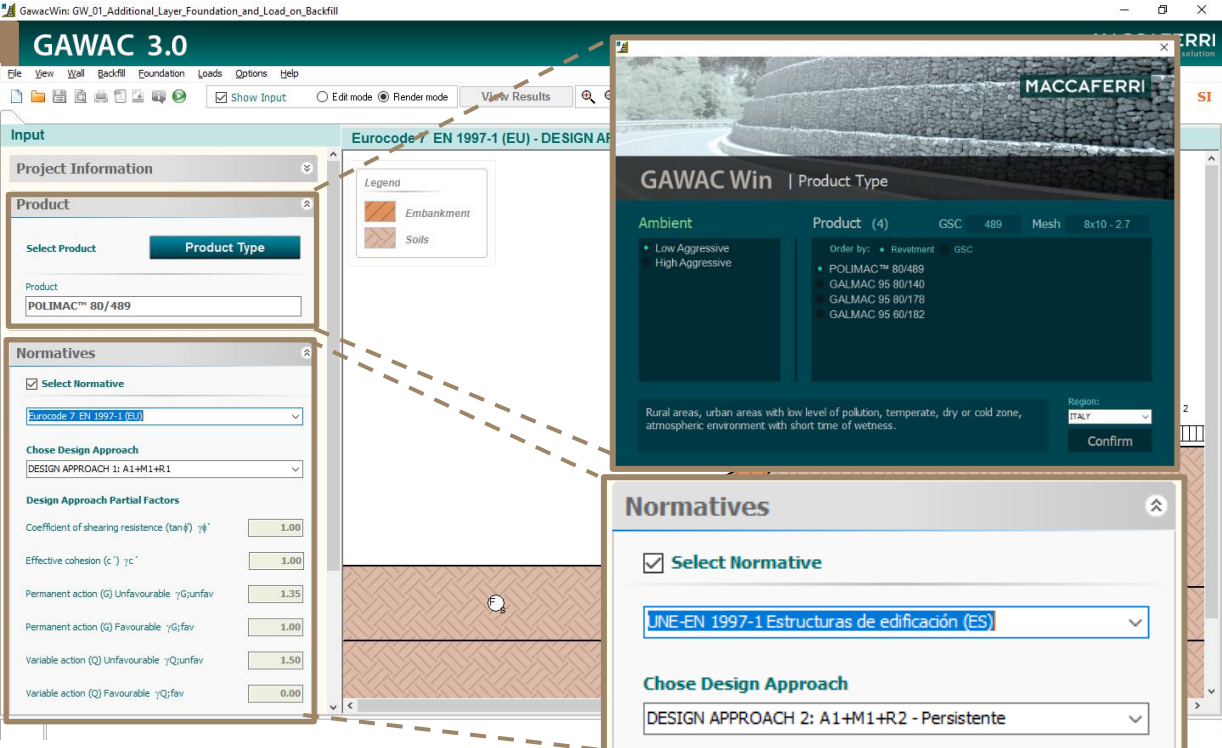 GawacWin: GW_01_Additional_Layer_Foundation_and_Load_on_Backfill
GAWAC 3.0
File View Wall Backfill Foundation Loads Options Help
Show Input Edit mode Render mode View Results
SI
Input
Project Information
Product
Select Product Product Type
Product
POLIMAC™ 80/489
Normatives
Select Normative
Eurocode 7 EN 1997-1 (EU)
Chose Design Approach
DESIGN APPROACH 1: A1+M1+R1
Design Approach Partial Factors
Coefficient of shearing resistence (tanϕ') γϕ´ 1.00
Effective cohesion (c´) γc´ 1.00
Permanent action (G) Unfavourable γG;unfav 1.35
Permanent action (G) Favourable γG;fav 1.00
Variable action (Q) Unfavourable γQ;unfav 1.50
Variable action (Q) Favourable γQ;fav 0.00
Eurocode 7 EN 1997-1 (EU) - DESIGN
Legend
Embankment
Soils
Fs
2
MACCAFERRI
GAWAC Win | Product Type
Ambient
Low Aggressive
High Aggressive
Product (4) GSC 489 Mesh 8x10 - 2.7
Order by: Revetment GSC
POLIMAC™ 80/489
GALMAC 95 80/140
GALMAC 95 80/178
GALMAC 95 60/182
Rural areas, urban areas with low level of pollution, temperate, dry or cold zone,
atmospheric environment with short time of wetness.
Region:
ITALY
Confirm
Normatives
Select Normative
UNE-EN 1997-1 Estructuras de edificación (ES)
Chose Design Approach
DESIGN APPROACH 2: A1+M1+R2 - Persistente